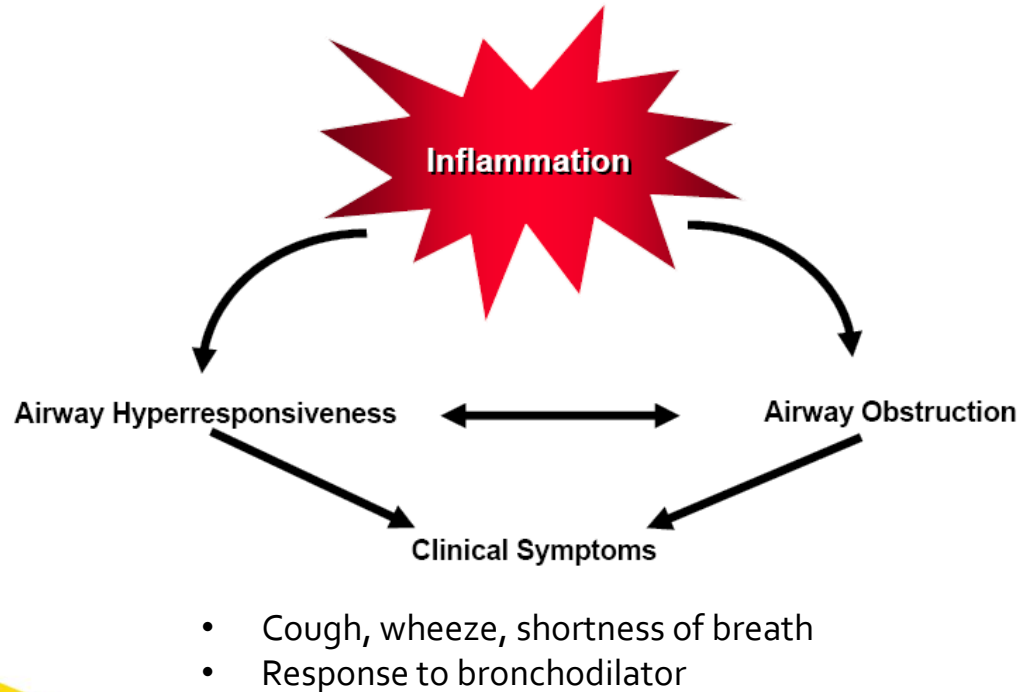 Inflammation
Airway Hyperresponsiveness
Airway Obstruction
Clinical Symptoms
• Cough, wheeze, shortness of breath
• Response to bronchodilator